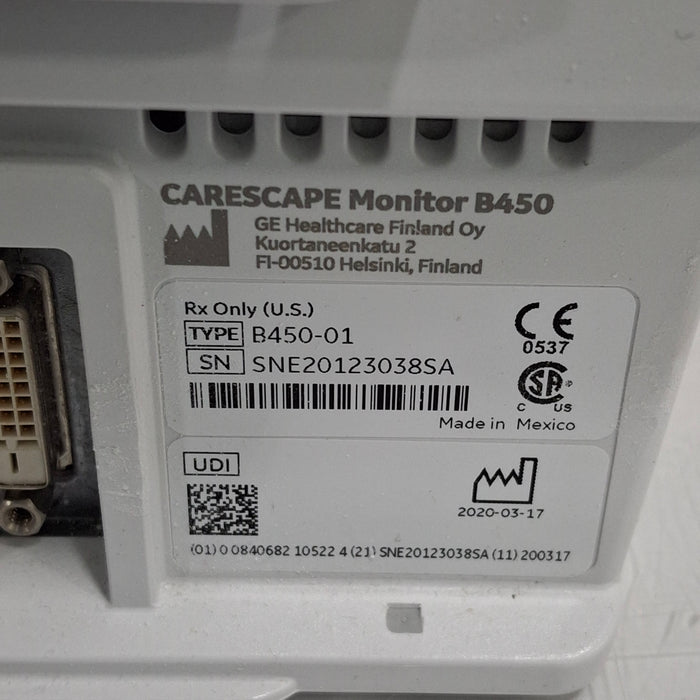 CARESCAPE Monitor B450
GE Healthcare Finland Oy
Kuortaneenkatu 2
FI-00510 Helsinki, Finland
Rx Only (U.S.)
TYPE B450-01
SN SNE20123038SA
CE
0537
CSA
C US
Made in Mexico
UDI
2020-03-17
(01) 0 0840682 10522 4 (21) SNE20123038SA (11) 200317